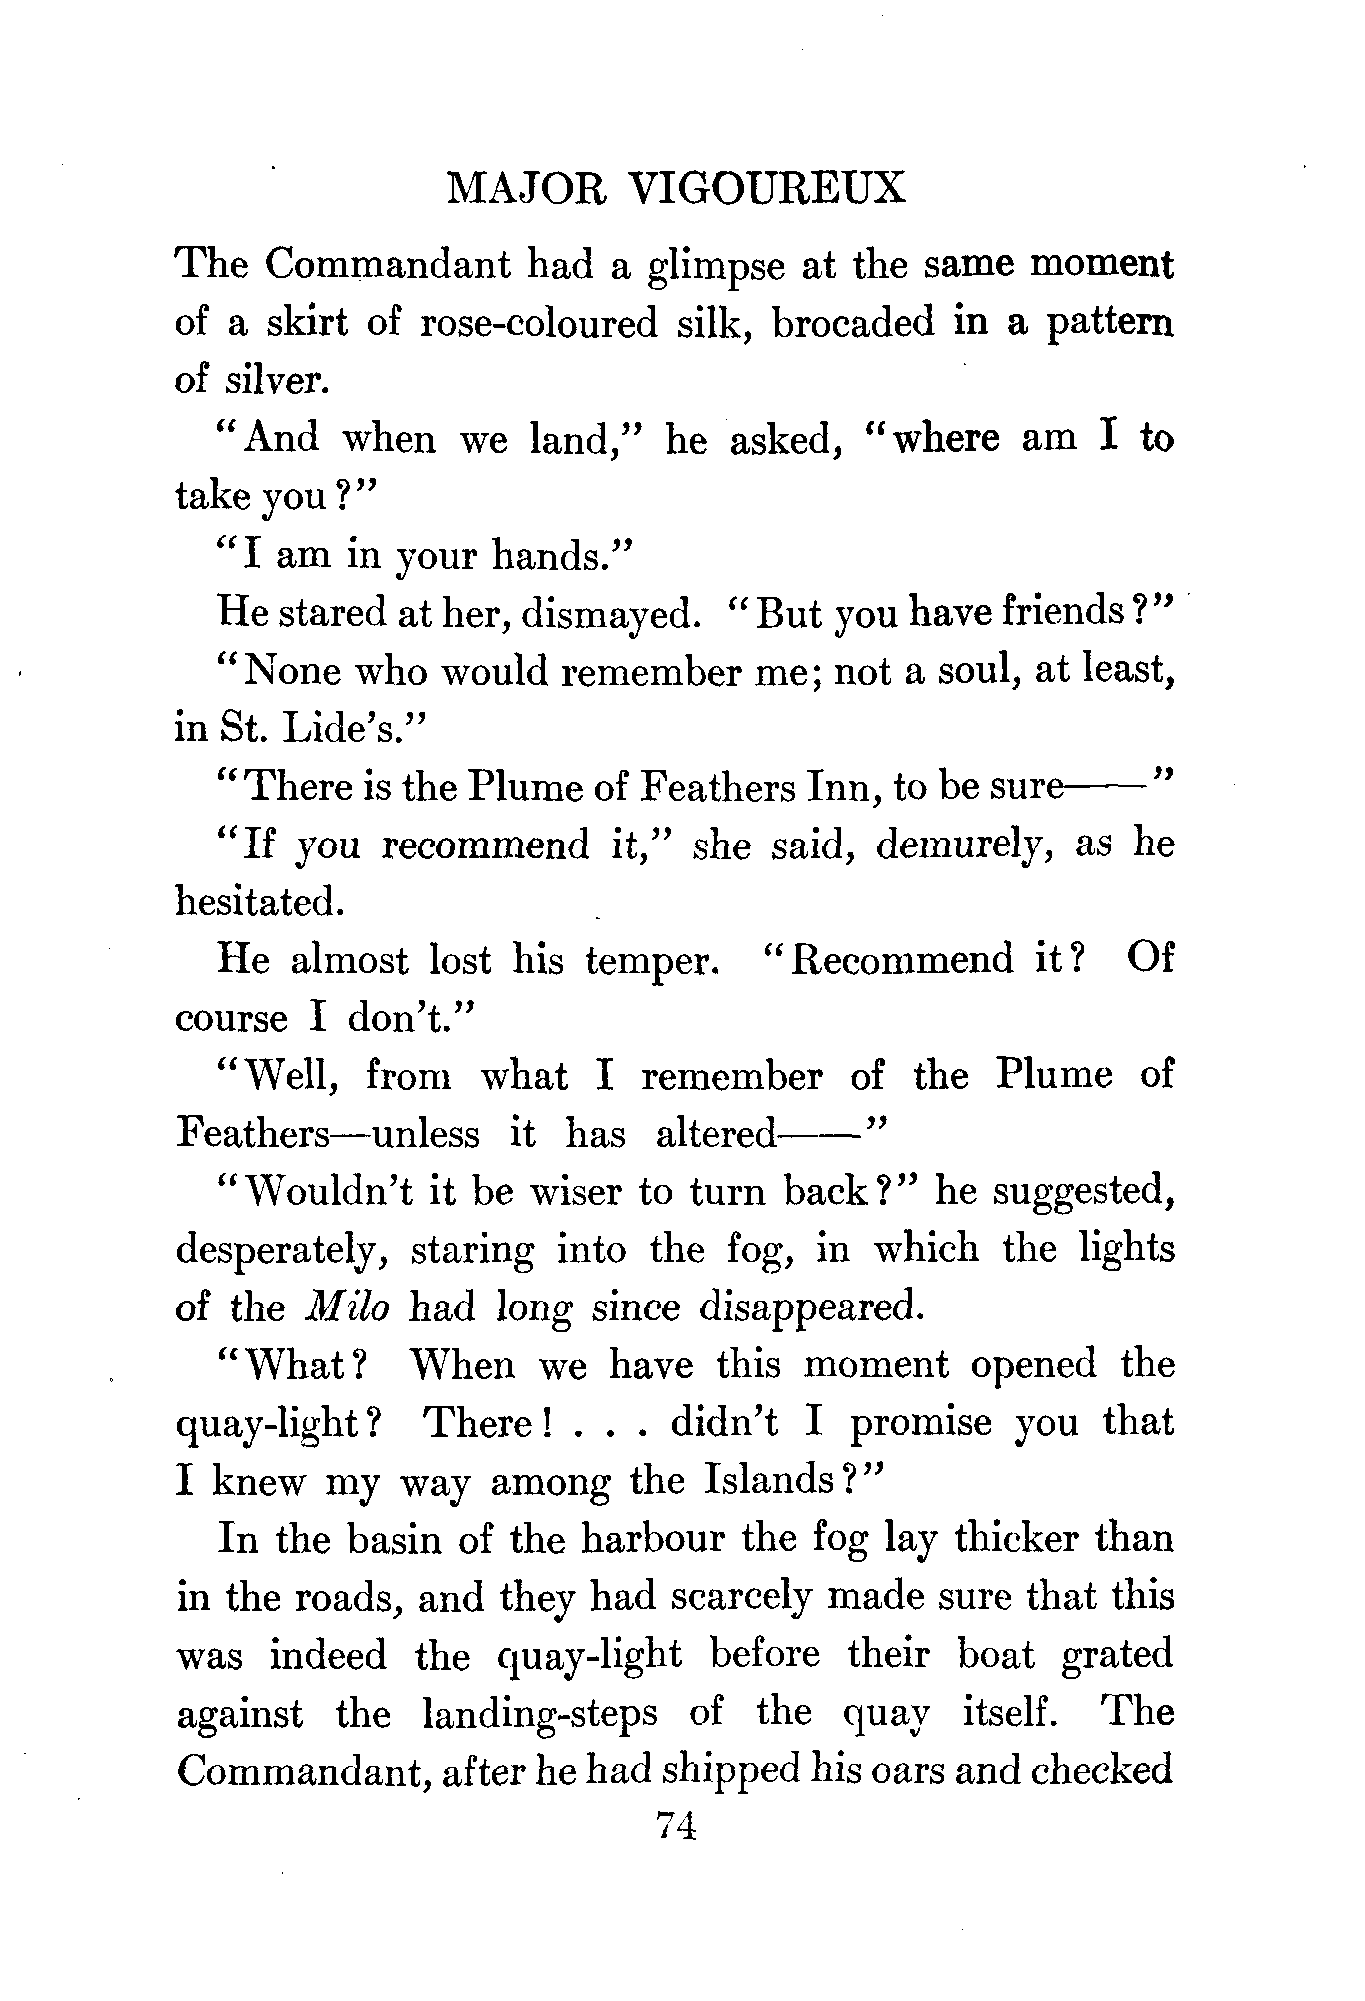 MAJOR VIGOUREUX
The Commandant had a glimpse at the same moment
of a skirt of rose-coloured silk, brocaded in a pattern
of silver.
"And when we land," he asked, "where am I to
take you?"
"I am in your hands."
He stared at her, dismayed. "But you have friends?"
"None who would remember me; not a soul, at least,
in St. Lide's."
"There is the Plume of Feathers Inn, to be sure——"
"If you recommend it," she said, demurely, as he
hesitated.
He almost lost his temper. "Recommend it? Of
course I don't."
"Well, from what I remember of the Plume of
Feathers—unless it has altered——"
"Wouldn't it be wiser to turn back?" he suggested,
desperately, staring into the fog, in which the lights
of the Milo had long since disappeared.
"What? When we have this moment opened the
quay-light? There! . . . didn't I promise you that
I knew my way among the Islands?"
In the basin of the harbour the fog lay thicker than
in the roads, and they had scarcely made sure that this
was indeed the quay-light before their boat grated
against the landing-steps of the quay itself. The
Commandant, after he had shipped his oars and checked
74